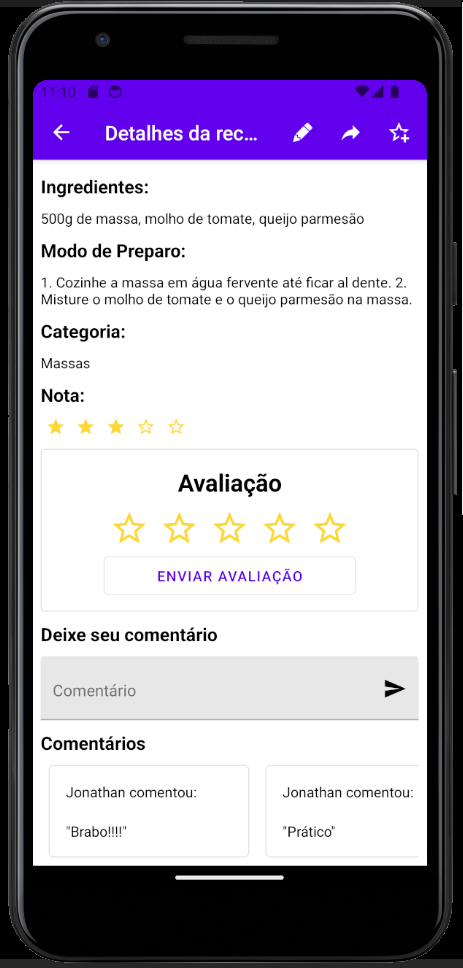 11:10
Detalhes da rec...
Ingredientes:
500g de massa, molho de tomate, queijo parmesão
Modo de Preparo:
1. Cozinhe a massa em água fervente até ficar al dente. 2.
Misture o molho de tomate e o queijo parmesão na massa.
Categoria:
Massas
Nota:
Avaliação
ENVIAR AVALIAÇÃO
Deixe seu comentário
Comentário
Comentários
Jonathan comentou:
"Brabo!!!!"
Jonathan comentou:
"Prático"